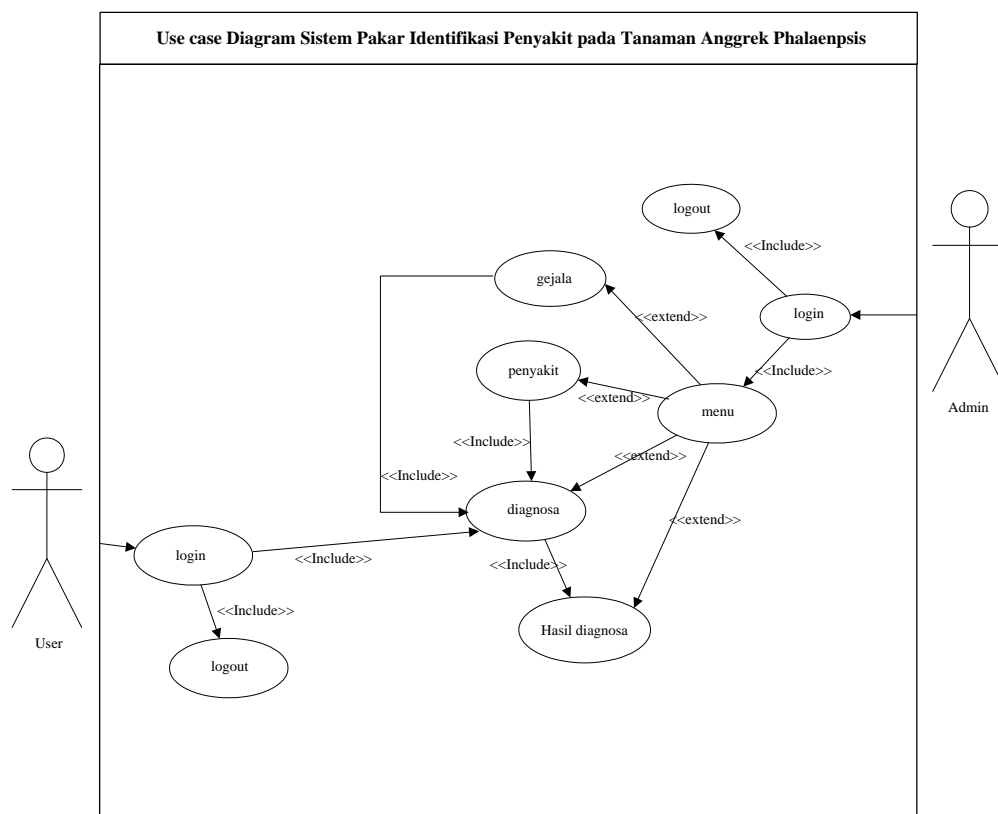 Use case Diagram Sistem Pakar Identifikasi Penyakit pada Tanaman Anggrek Phalaenpsis
logout
<<Include>>
gejala
<<extend>>
login
<<Include>>
penyakit
<<extend>>
menu
Admin
<<Include>>
<<extend>>
<<Include>>
diagnosa
<<extend>>
login
<<Include>>
<<Include>>
<<Include>>
Hasil diagnosa
User
logout